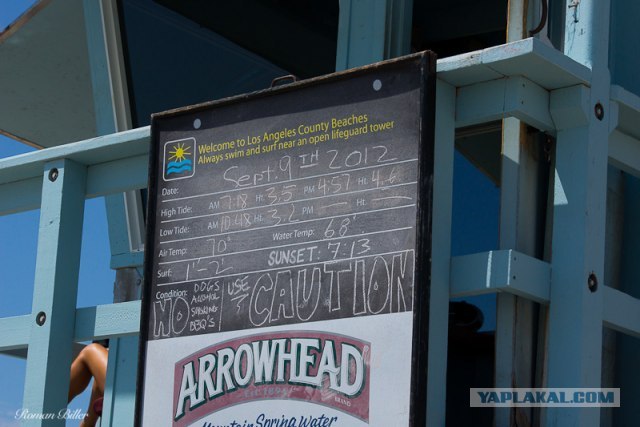 Welcome to Los Angeles County Beaches
Always swim and surf near an open lifeguard tower
Date: Sept. 9TH 2012
High Tide: AM 7:18 Ht. 3.5 PM 4:57 Ht. 4.6
Low Tide: AM 10:48 Ht. 3.2 PM Ht.
Air Temp: 70° Water Temp: 68°
Surf: 1'-2' SUNSET: 7:13
Condition: NO DOGS ALCOHOL SMOKING BBQ'S USE CAUTION
ARROWHEAD
BRAND
Mountain Spring Water
Roman Biller
YAPLAKAL.COM